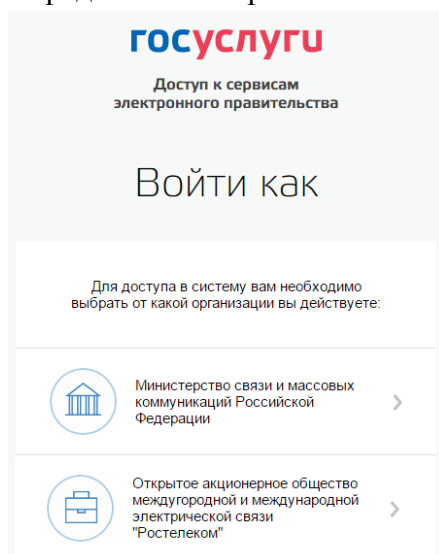 госуслуги
Доступ к сервисам
электронного правительства
Войти как
Для доступа в систему вам необходимо
выбрать от какой организации вы действуете:
Министерство связи и массовых
коммуникаций Российской
Федерации
Открытое акционерное общество
междугородной и международной
электрической связи
"Ростелеком"